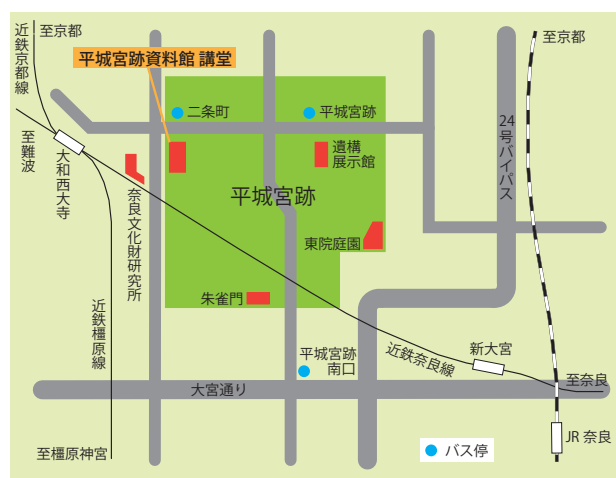 至京都
近鉄京都線
平城宮跡資料館 講堂
至京都
二条町
平城宮跡
24号バイパス
至難波
大和西大寺
遺構
展示館
奈良文化財研究所
平城宮跡
東院庭園
朱雀門
近鉄橿原線
平城宮跡
南口
近鉄奈良線
新大宮
至奈良
大宮通り
至橿原神宮
バス停
JR 奈良